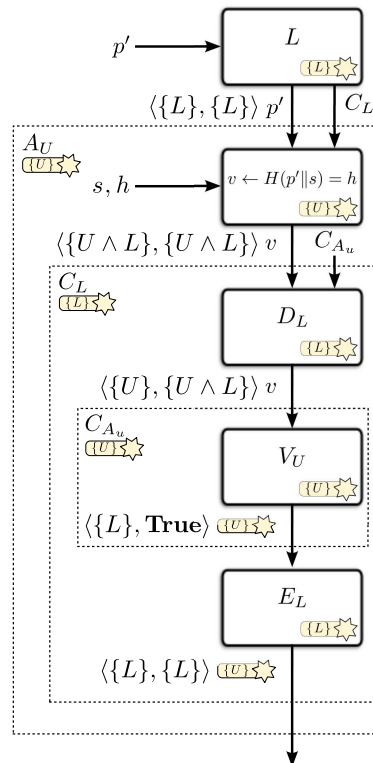 p′
L
{L}
⟨{L}, {L}⟩ p′
C_L
A_U
{U}
s, h
v ← H(p′∥s) = h
{U}
⟨{U ∧ L}, {U ∧ L}⟩ v
C_{A_u}
C_L
{L}
D_L
{L}
⟨{U}, {U ∧ L}⟩ v
C_{A_u}
{U}
V_U
{U}
⟨{L}, True⟩ {U}
E_L
{L}
⟨{L}, {L}⟩ {U}